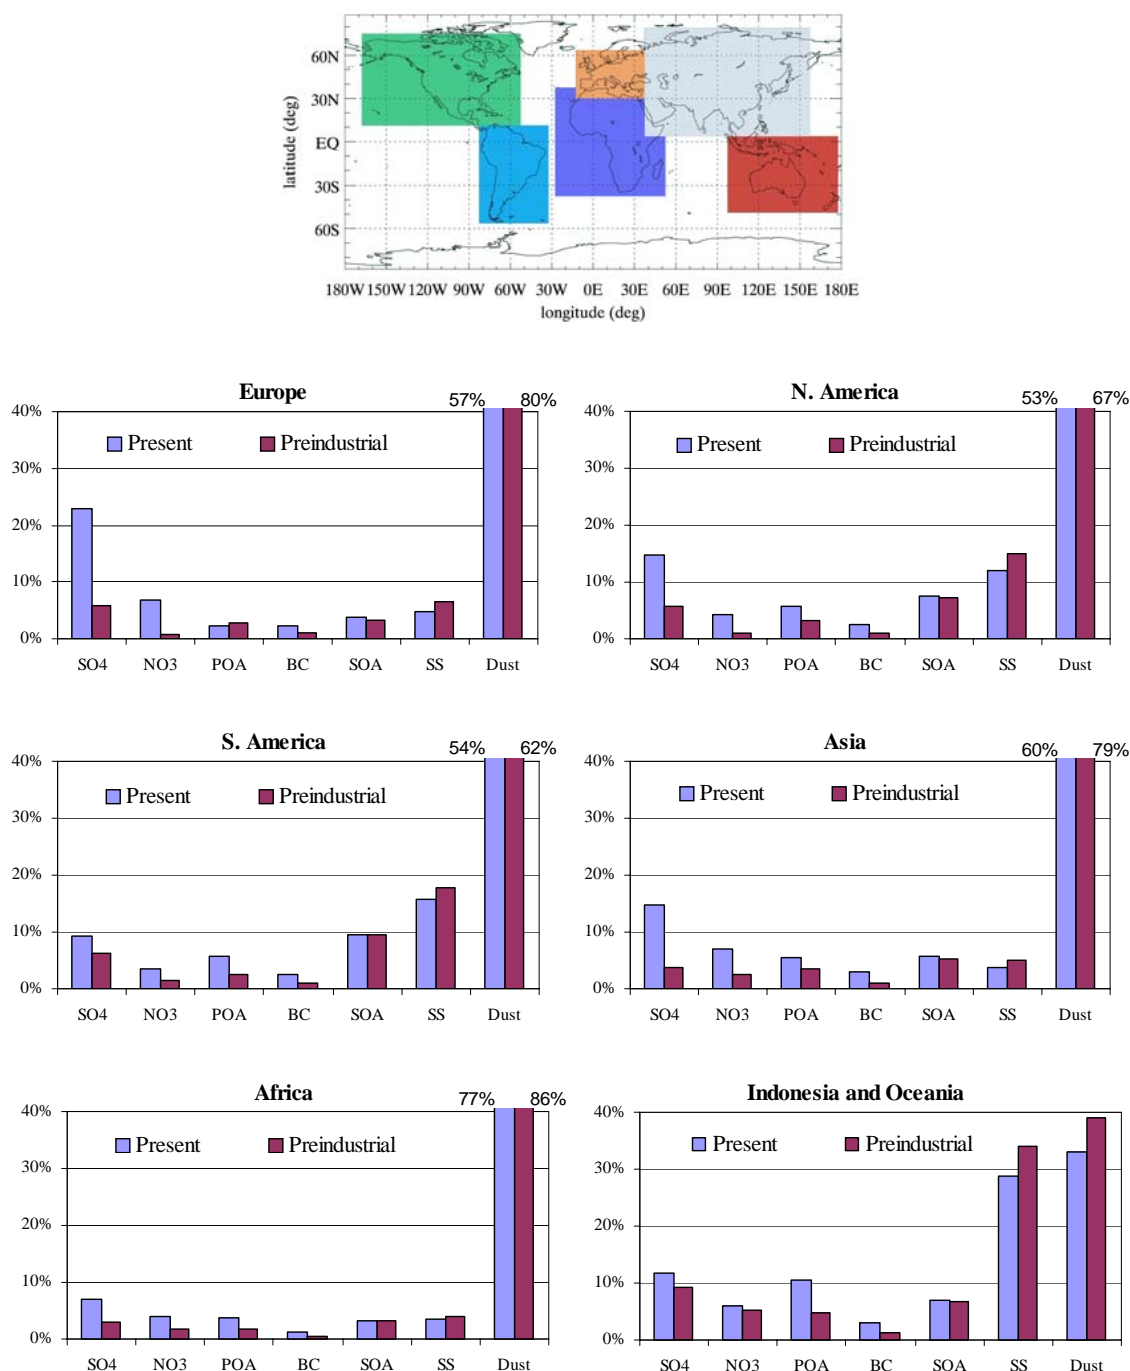 60N
30N
EQ
30S
60S
latitude (deg)
180W 150W 120W 90W 60W 30W 0E 30E 60E 90E 120E 150E 180E
longitude (deg)
Europe
57% 80%
40%
30%
20%
10%
0%
Present Preindustrial
SO4 NO3 POA BC SOA SS Dust
N. America
53% 67%
40%
30%
20%
10%
0%
Present Preindustrial
SO4 NO3 POA BC SOA SS Dust
S. America
54% 62%
40%
30%
20%
10%
0%
Present Preindustrial
SO4 NO3 POA BC SOA SS Dust
Asia
60% 79%
40%
30%
20%
10%
0%
Present Preindustrial
SO4 NO3 POA BC SOA SS Dust
Africa
77% 86%
40%
30%
20%
10%
0%
Present Preindustrial
SO4 NO3 POA BC SOA SS Dust
Indonesia and Oceania
40%
30%
20%
10%
0%
Present Preindustrial
SO4 NO3 POA BC SOA SS Dust